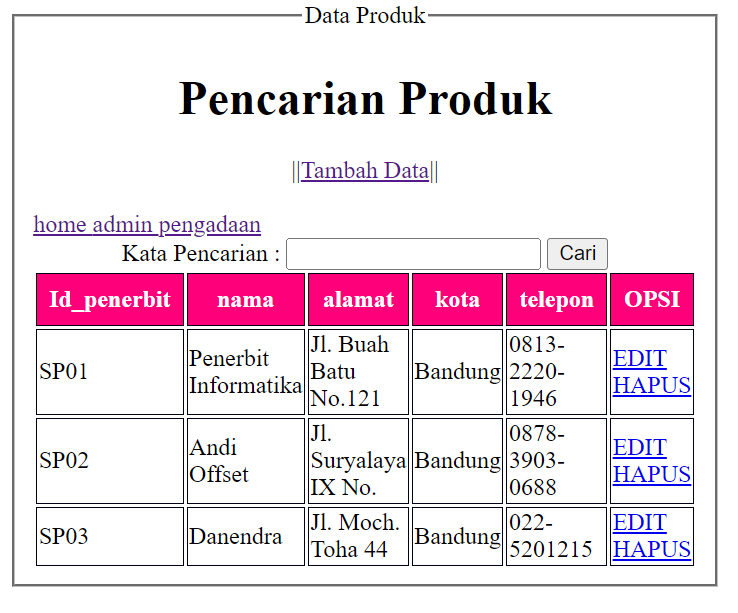 Data Produk
Pencarian Produk
||Tambah Data||
home admin pengadaan
Kata Pencarian : Cari
Id_penerbit nama alamat kota telepon OPSI
SP01 Penerbit Informatika Jl. Buah Batu No.121 Bandung 0813-2220-1946 EDIT HAPUS
SP02 Andi Offset Jl. Suryalaya IX No. Bandung 0878-3903-0688 EDIT HAPUS
SP03 Danendra Jl. Moch. Toha 44 Bandung 022-5201215 EDIT HAPUS